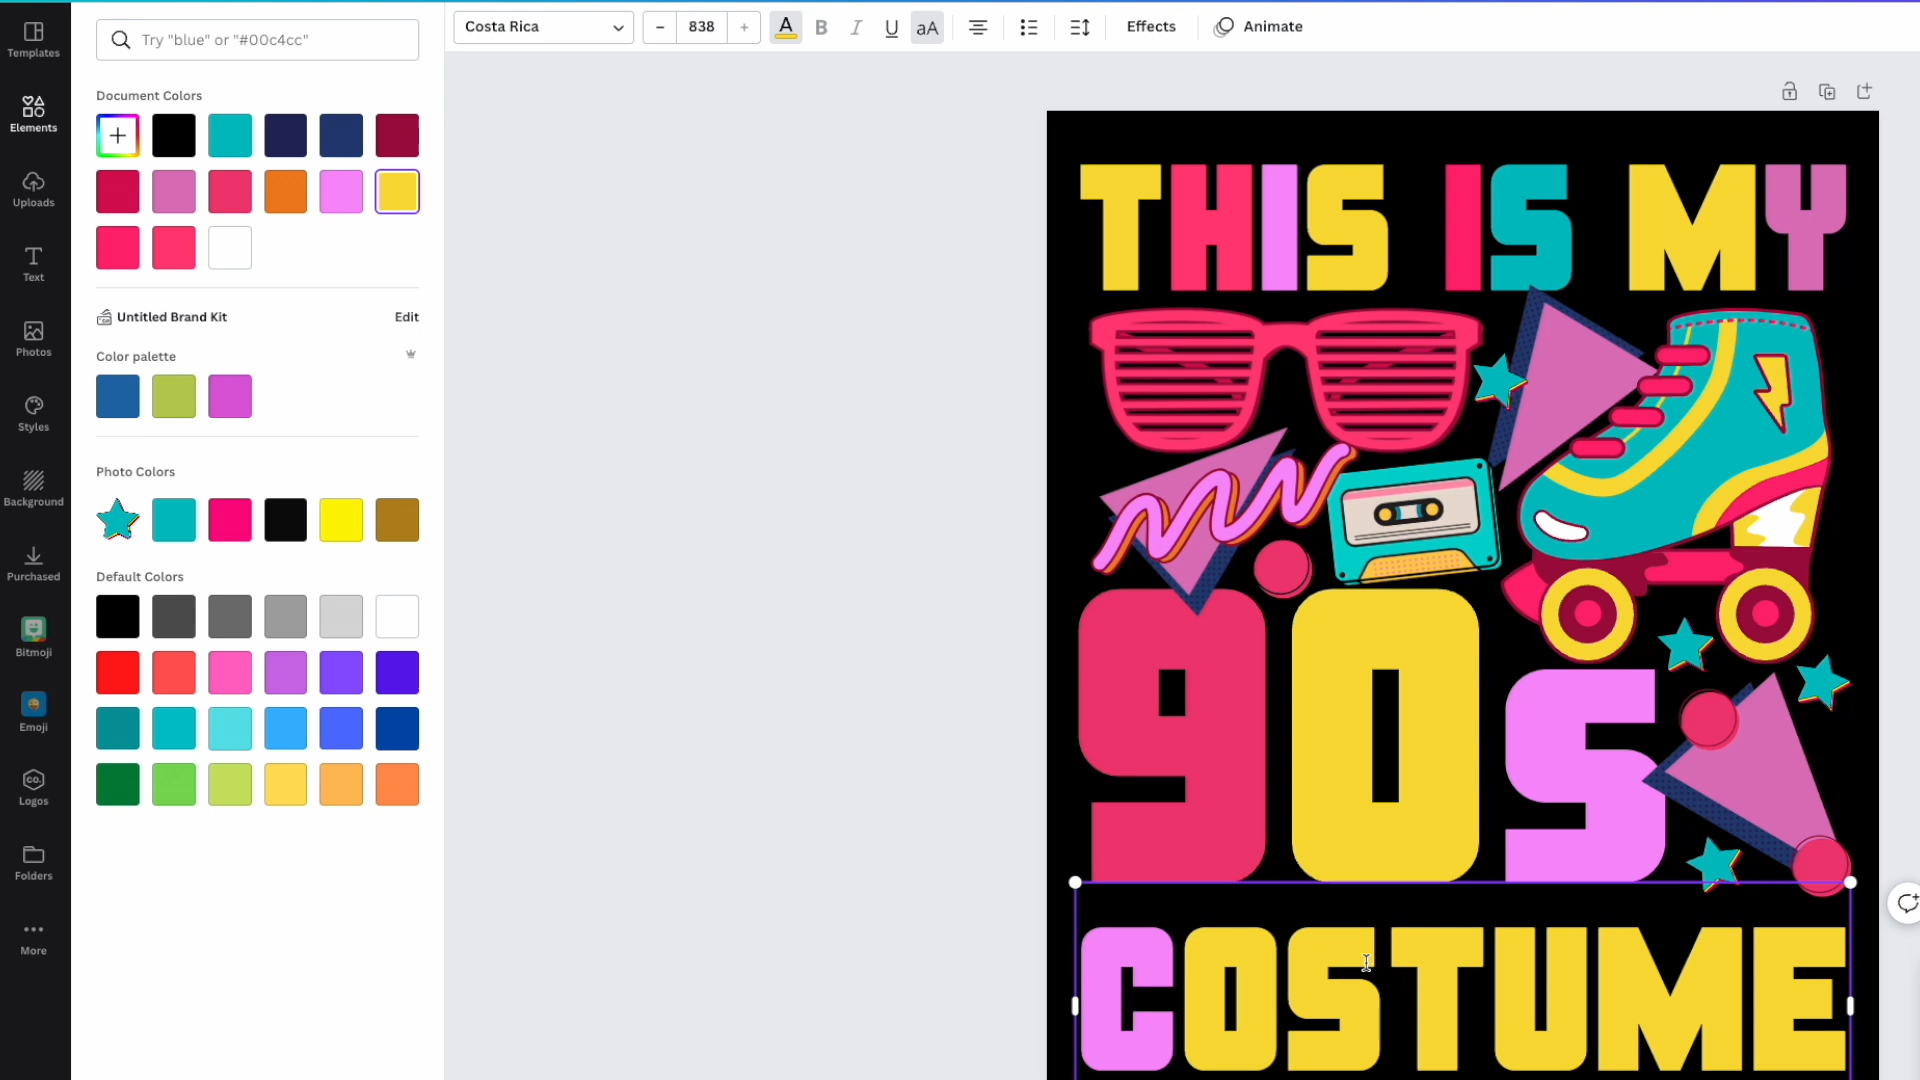 Costa Rica
− 838 +
A B I U aA
Effects
Animate
Templates
Elements
Uploads
Text
Photos
Styles
Background
Purchased
Bitmoji
Emoji
CO.
Logos
Folders
More
Try "blue" or "#00c4cc"
Document Colors
Untitled Brand Kit
Edit
Color palette
Photo Colors
Default Colors
THIS IS MY
90s
COSTUME